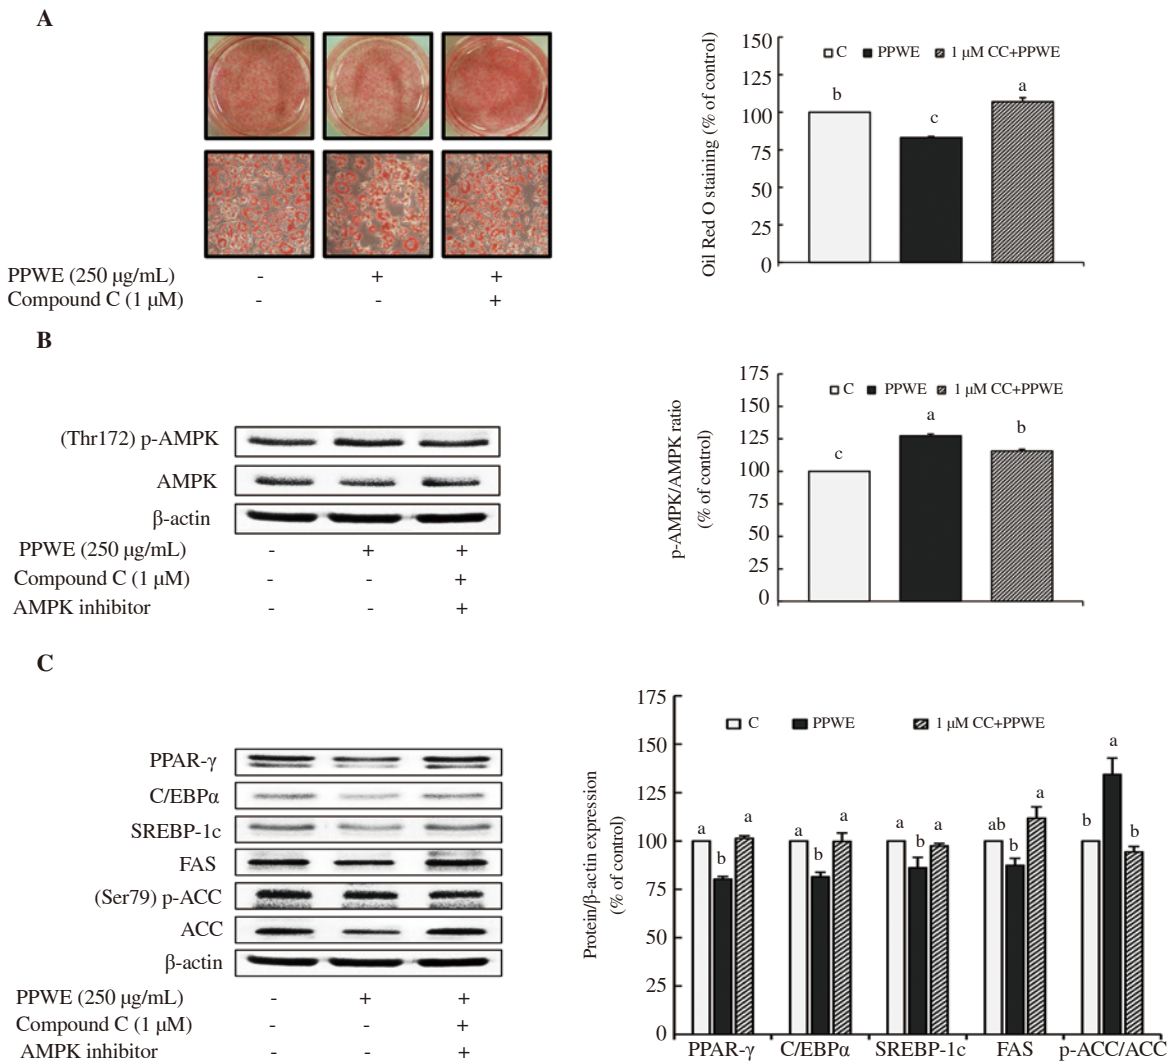 A
PPWE (250 µg/mL) - + +
Compound C (1 µM) - - +
Oil Red O staining (% of control)
150
125
100
75
50
25
0
C PPWE 1 µM CC+PPWE
b c a
B
(Thr172) p-AMPK
AMPK
β-actin
PPWE (250 µg/mL) - + +
Compound C (1 µM) - - +
AMPK inhibitor - - +
p-AMPK/AMPK ratio
(% of control)
175
150
125
100
75
50
25
0
C PPWE 1 µM CC+PPWE
c a b
C
PPAR-γ
C/EBPα
SREBP-1c
FAS
(Ser79) p-ACC
ACC
β-actin
PPWE (250 µg/mL) - + +
Compound C (1 µM) - - +
AMPK inhibitor - - +
Protein/β-actin expression
(% of control)
175
150
125
100
75
50
25
0
C PPWE 1 µM CC+PPWE
a b a a b a a b a ab b a b a b
PPAR-γ C/EBPα SREBP-1c FAS p-ACC/ACC